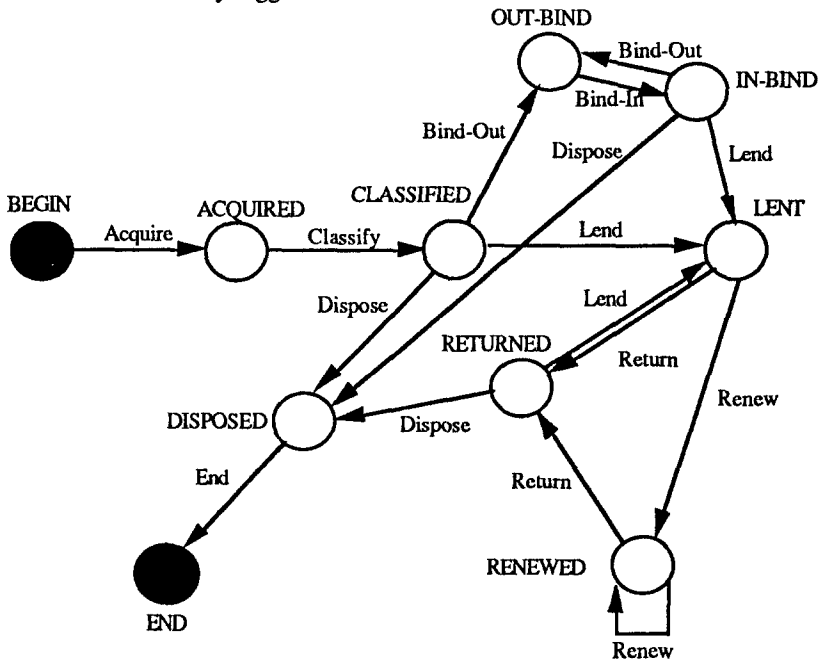 OUT-BIND
Bind-Out
IN-BIND
Bind-In
Bind-Out
Dispose
Lend
CLASSIFIED
BEGIN
ACQUIRED
LENT
Acquire
Classify
Lend
Dispose
Lend
RETURNED
Return
Renew
DISPOSED
Dispose
End
Return
RENEWED
END
Renew